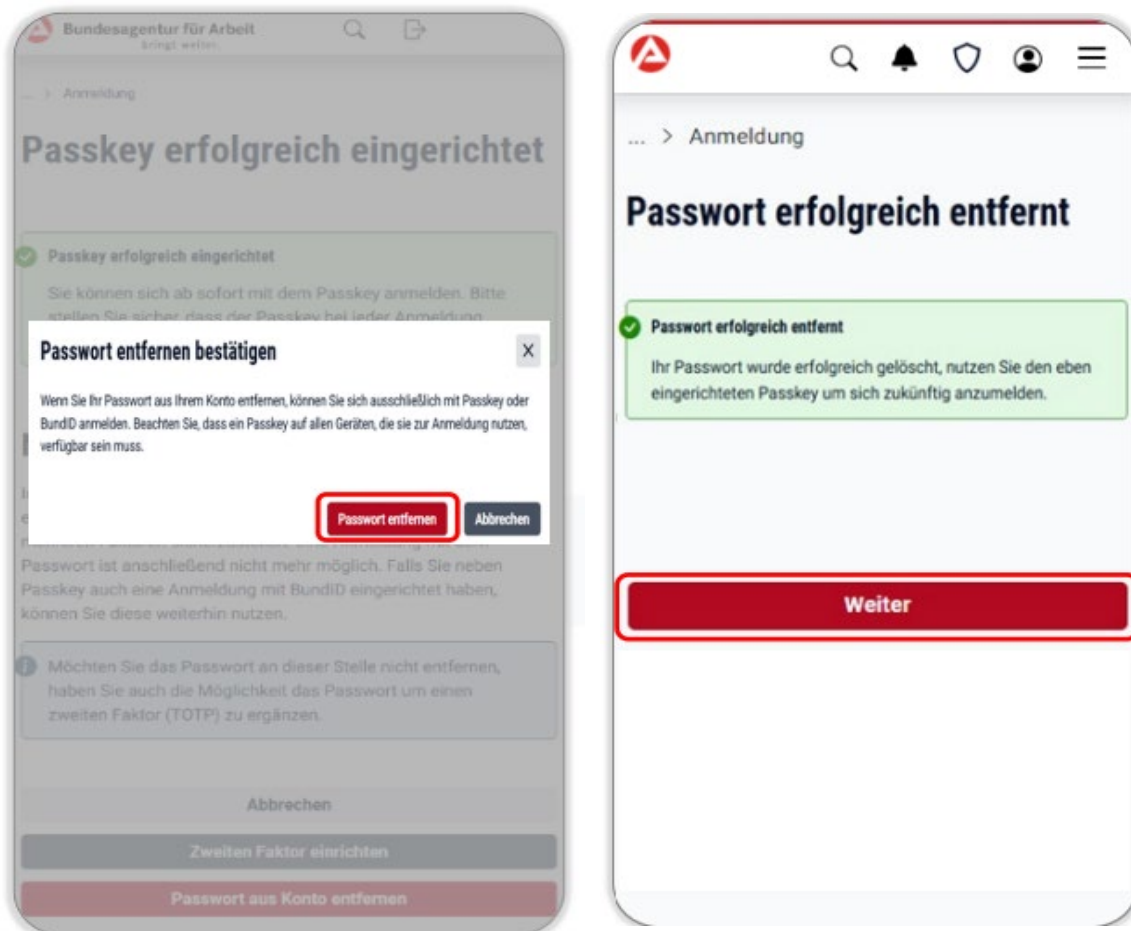 Bundesagentur für Arbeit
bringt weiter.
... > Anmeldung
Passkey erfolgreich eingerichtet
Passkey erfolgreich eingerichtet
Sie können sich ab sofort mit dem Passkey anmelden. Bitte
stellen Sie sicher, dass der Passkey bei jeder Anmeldung
Passwort entfernen bestätigen
X
Wenn Sie Ihr Passwort aus Ihrem Konto entfernen, können Sie sich ausschließlich mit Passkey oder
BundID anmelden. Beachten Sie, dass ein Passkey auf allen Geräten, die sie zur Anmeldung nutzen,
verfügbar sein muss.
Passwort entfernen
Abbrechen
Passwort ist anschließend nicht mehr möglich. Falls Sie neben
Passkey auch eine Anmeldung mit BundID eingerichtet haben,
können Sie diese weiterhin nutzen.
Möchten Sie das Passwort an dieser Stelle nicht entfernen,
haben Sie auch die Möglichkeit das Passwort um einen
zweiten Faktor (TOTP) zu ergänzen.
Abbrechen
Zweiten Faktor einrichten
Passwort aus Konto entfernen
... > Anmeldung
Passwort erfolgreich entfernt
Passwort erfolgreich entfernt
Ihr Passwort wurde erfolgreich gelöscht, nutzen Sie den eben
eingerichteten Passkey um sich zukünftig anzumelden.
Weiter